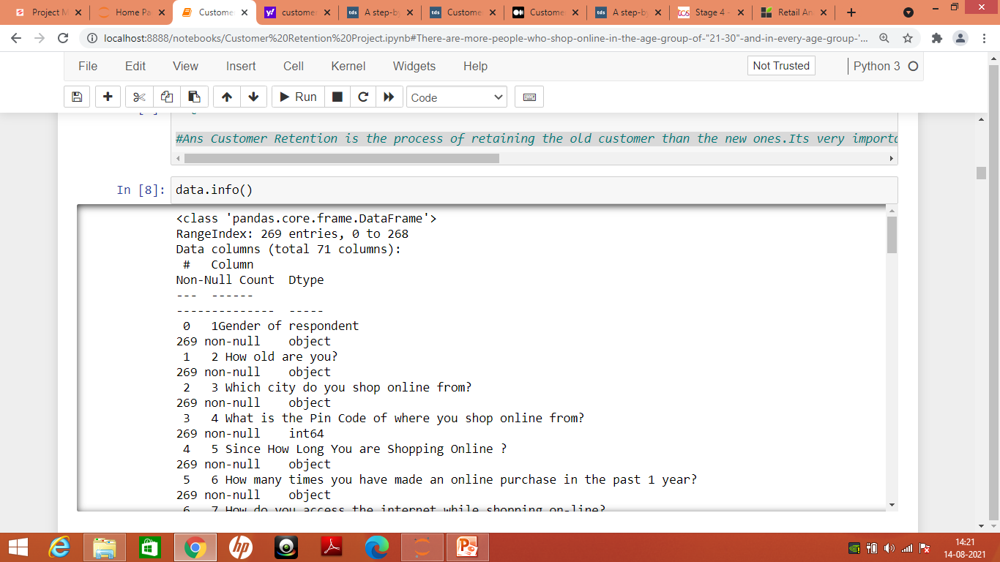 Project M
Home Pa
Custome
customer
A step-by
Custome
Custome
A step-by
Stage 4 -
Retail An
localhost:8888/notebooks/Customer%20Retention%20Project.ipynb#There-are-more-people-who-shop-online-in-the-age-group-of-"21-30"-and-in-every-age-group-'...
File Edit View Insert Cell Kernel Widgets Help Not Trusted Python 3
Run Code
#Ans Customer Retention is the process of retaining the old customer than the new ones.Its very importa
In [8]: data.info()
<class 'pandas.core.frame.DataFrame'>
RangeIndex: 269 entries, 0 to 268
Data columns (total 71 columns):
# Column
Non-Null Count Dtype
--- ------
-------------- -----
0 1Gender of respondent
269 non-null object
1 2 How old are you?
269 non-null object
2 3 Which city do you shop online from?
269 non-null object
3 4 What is the Pin Code of where you shop online from?
269 non-null int64
4 5 Since How Long You are Shopping Online ?
269 non-null object
5 6 How many times you have made an online purchase in the past 1 year?
269 non-null object
6 7 How do you access the internet while shopping on-line?
14:21
14-08-2021